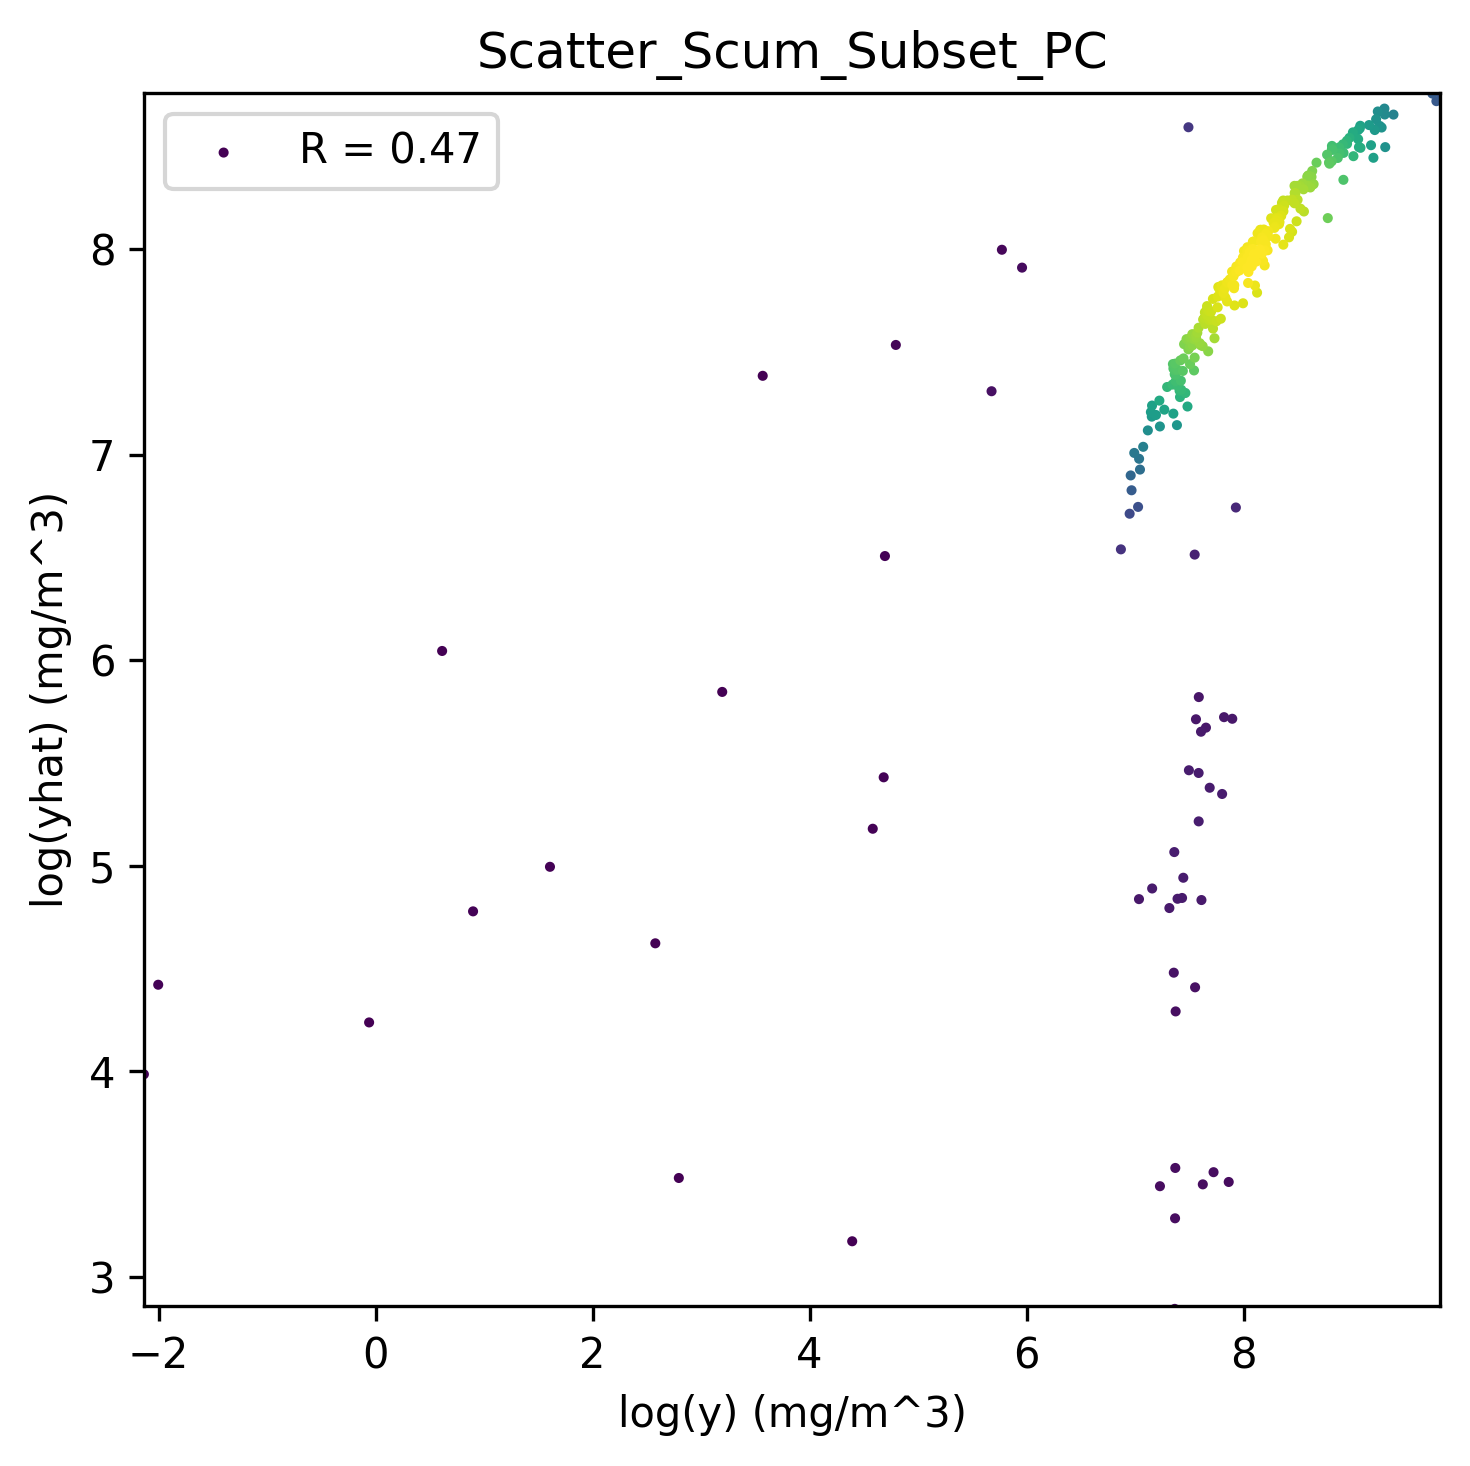 Scatter_Scum_Subset_PC
R = 0.47
8
7
6
5
4
3
log(yhat) (mg/m^3)
−2 0 2 4 6 8
log(y) (mg/m^3)